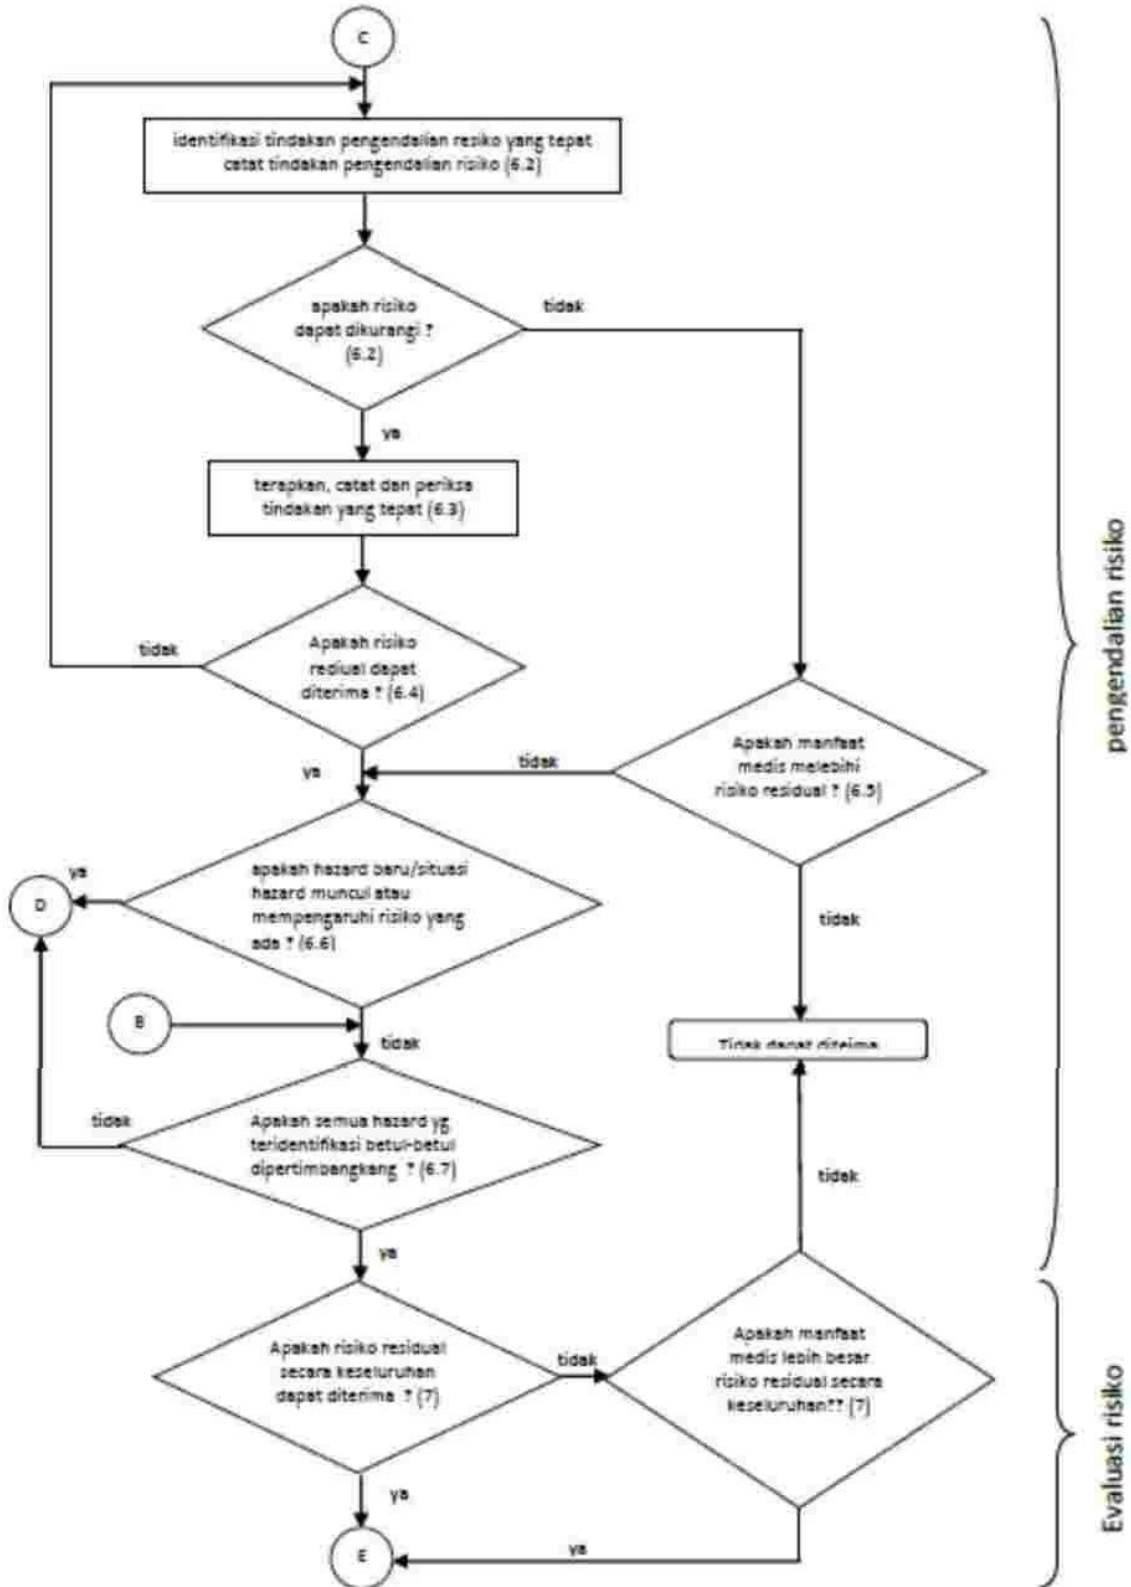 C
identifikasi tindakan pengendalian resiko yang tepat
catat tindakan pengendalian risiko (6.2)
apakah risiko
dapat dikurangi ?
(6.2)
tidak
ya
terapkan, catat dan periksa
tindakan yang tepat (6.3)
tidak
Apakah risiko
rediual dapat
diterima ? (6.4)
pengendalian risiko
ya
tidak
Apakah manfaat
medis melebihi
risiko residual ? (6.5)
ya
D
apakah hazard baru/situasi
hazard muncul atau
mempengaruhi risiko yang
ada ? (6.6)
tidak
B
tidak
Tidak dapat diteima
tidak
Apakah semua hazard yg
teridentifikasi betul-betul
dipertimbangkang ? (6.7)
tidak
ya
Apakah risiko residual
secara keseluruhan
dapat diterima ? (7)
tidak
Apakah manfaat
medis lebih besar
risiko residual secara
keseluruhan?? (7)
Evaluasi risiko
ya
E
ya